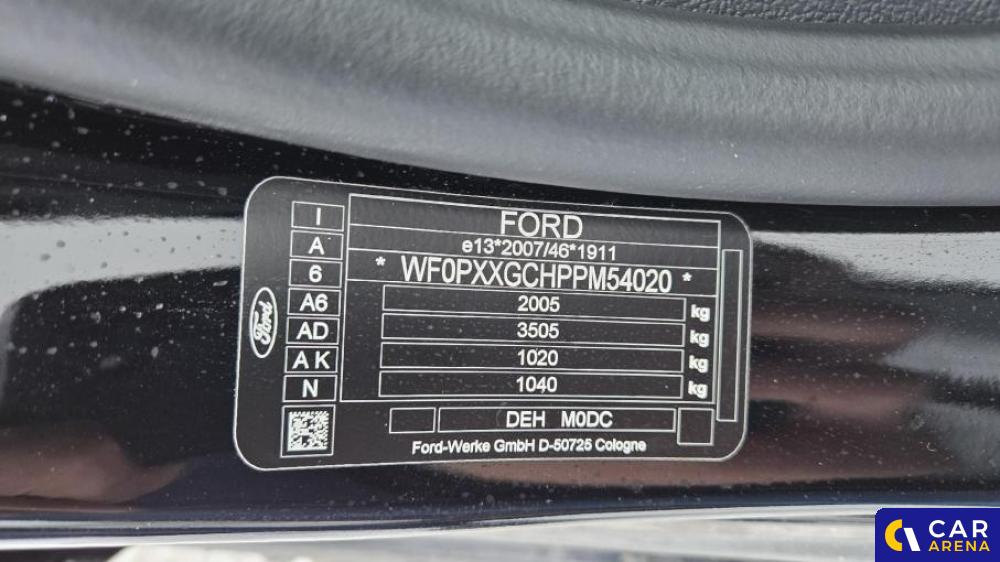 I
A
6
A6
AD
A K
N
Ford
FORD
e13*2007/46*1911
* WF0PXXGCHPPM54020 *
2005 kg
3505 kg
1020 kg
1040 kg
DEH M0DC
Ford-Werke GmbH D-50725 Cologne
CAR
ARENA